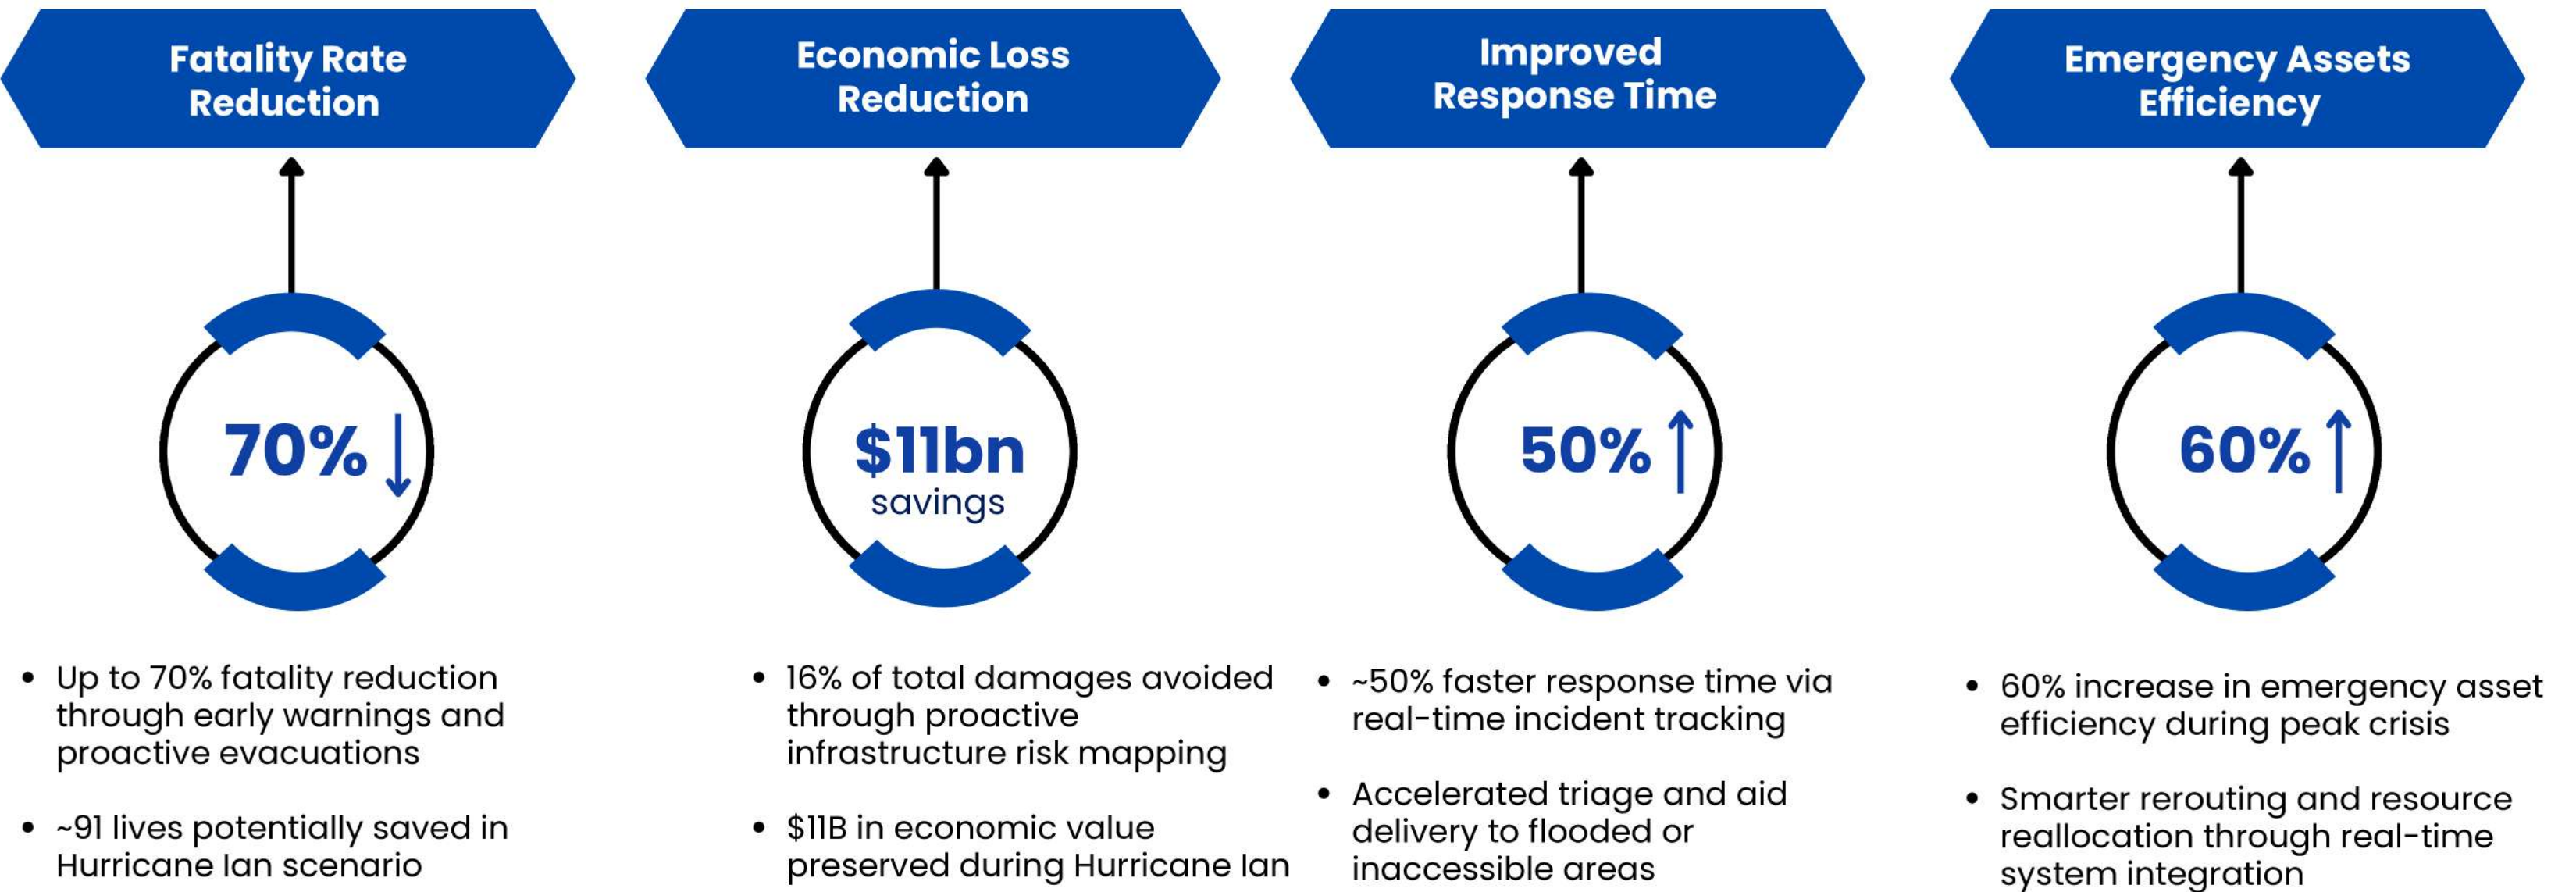 Fatality Rate
Reduction
70%
• Up to 70% fatality reduction
through early warnings and
proactive evacuations
• ~91 lives potentially saved in
Hurricane Ian scenario
Economic Loss
Reduction
$11bn
savings
• 16% of total damages avoided
through proactive
infrastructure risk mapping
• $11B in economic value
preserved during Hurricane Ian
Improved
Response Time
50%
• ~50% faster response time via
real-time incident tracking
• Accelerated triage and aid
delivery to flooded or
inaccessible areas
Emergency Assets
Efficiency
60%
• 60% increase in emergency asset
efficiency during peak crisis
• Smarter rerouting and resource
reallocation through real-time
system integration